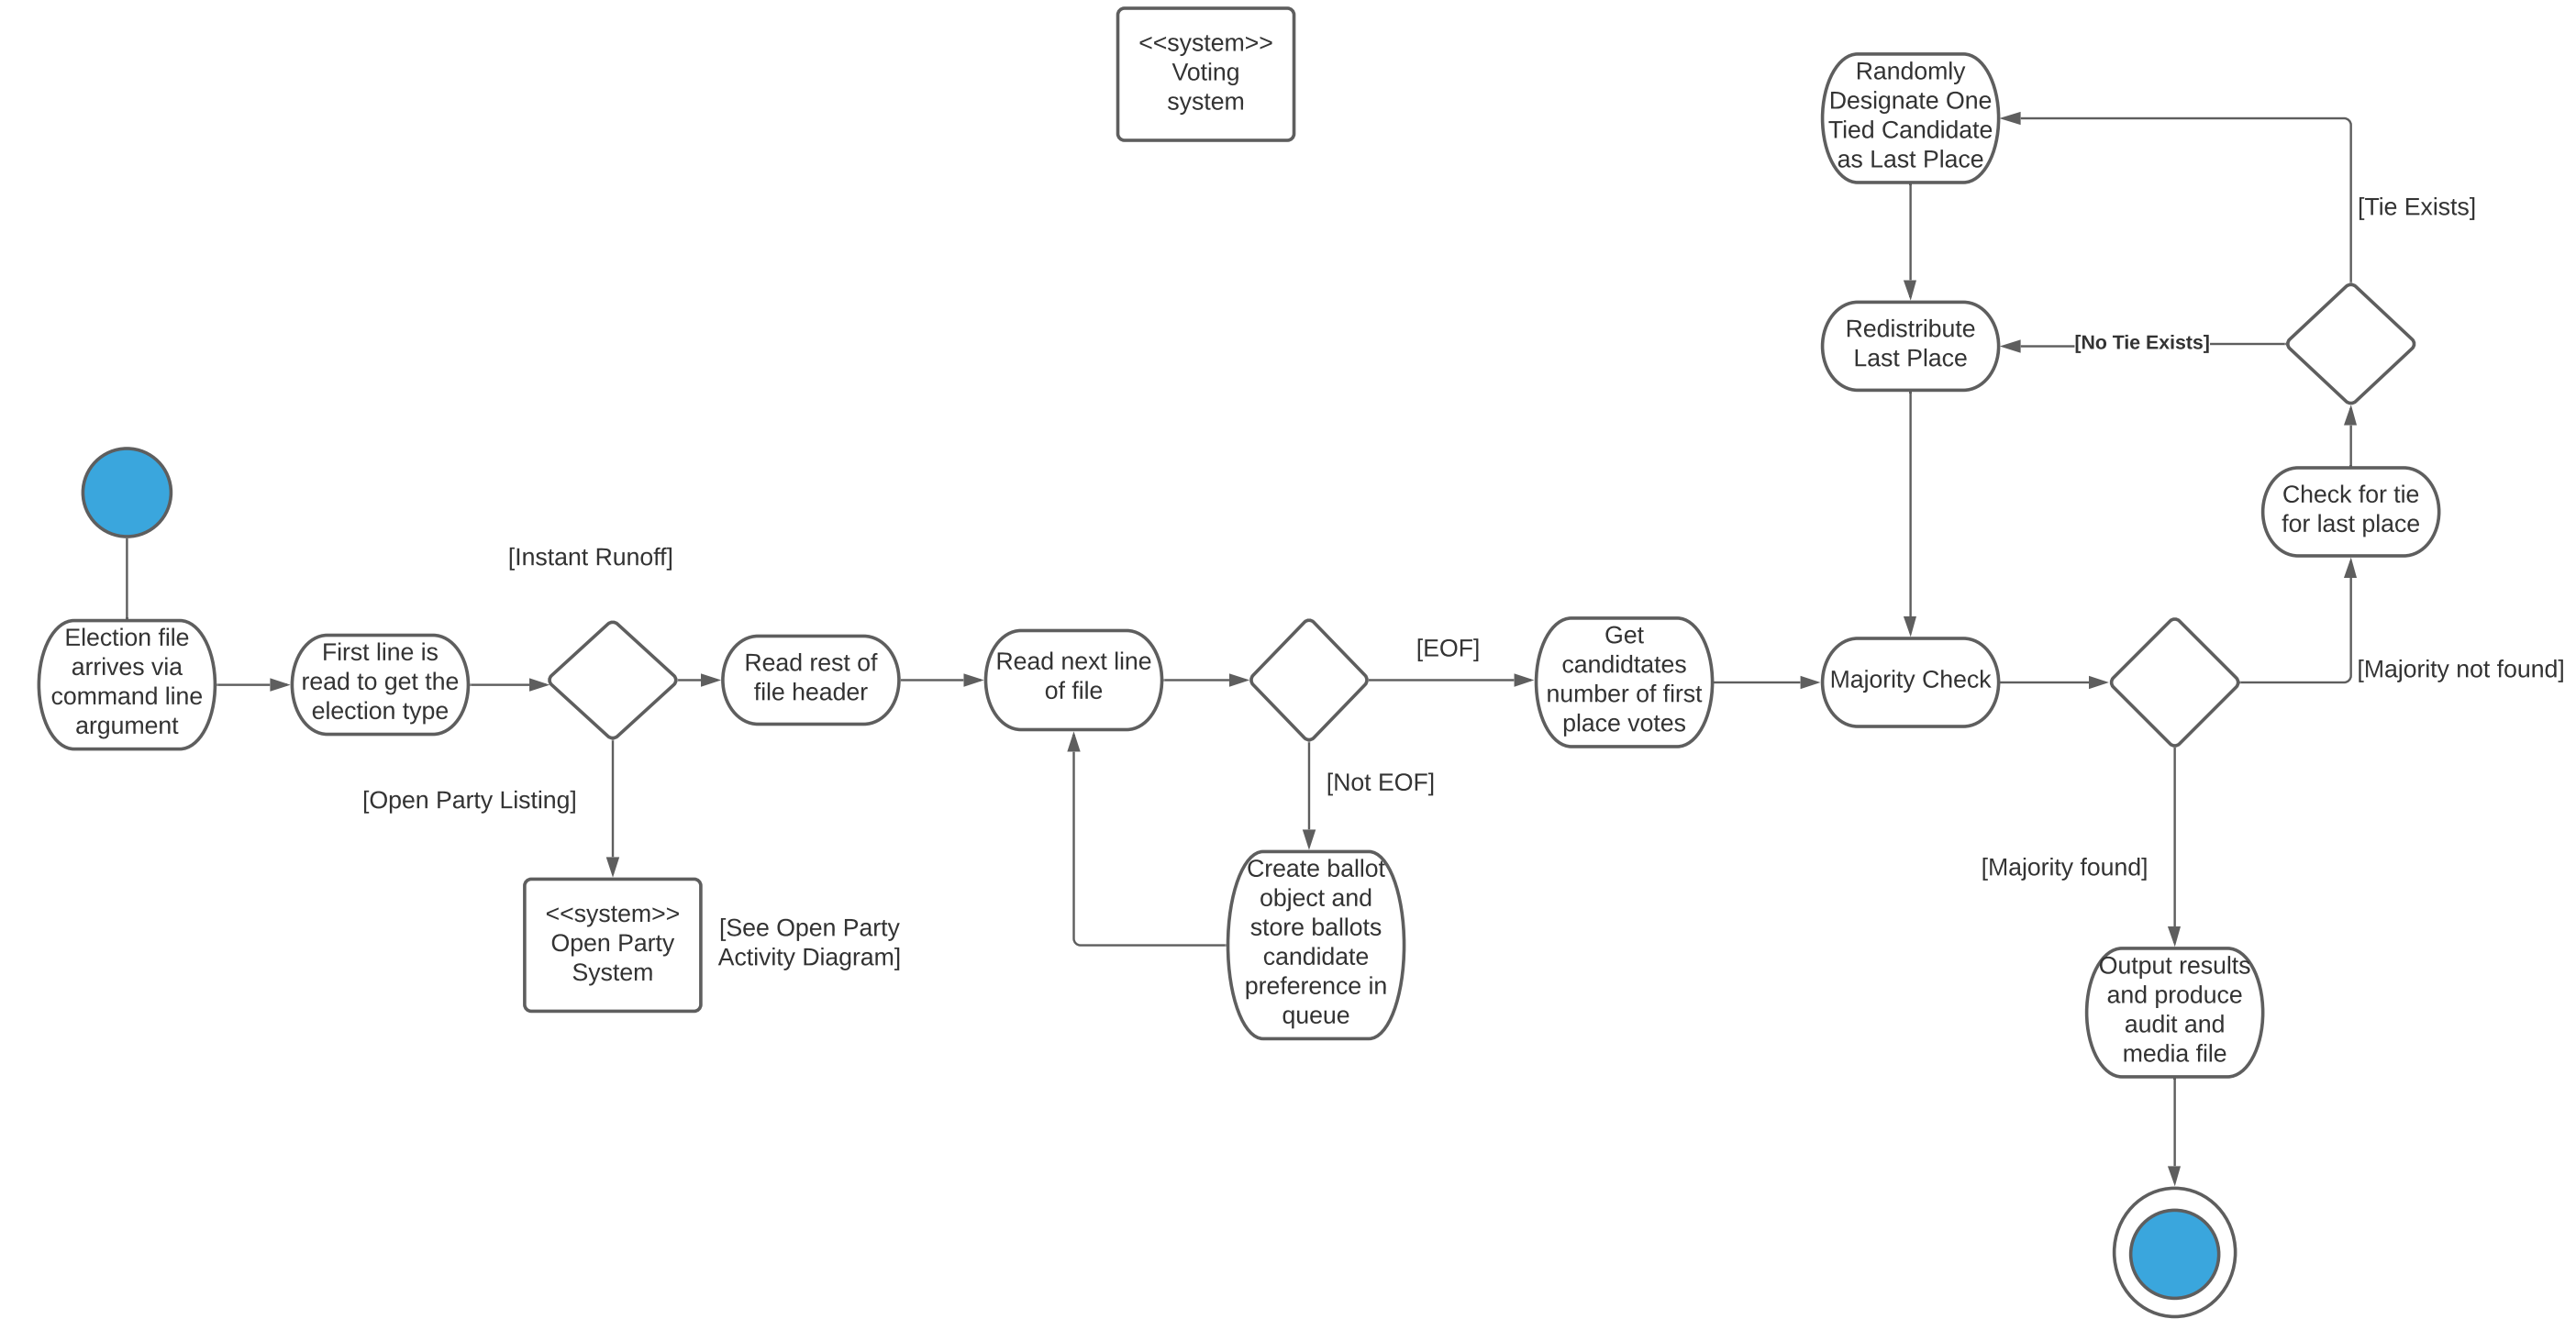 <<system>>
Voting
system
Randomly
Designate One
Tied Candidate
as Last Place
[Tie Exists]
Redistribute
Last Place
[No Tie Exists]
Check for tie
for last place
[Instant Runoff]
Election file
arrives via
command line
argument
First line is
read to get the
election type
Read rest of
file header
Read next line
of file
[EOF]
Get
candidtates
number of first
place votes
Majority Check
[Majority not found]
[Open Party Listing]
[Not EOF]
<<system>>
Open Party
System
[See Open Party
Activity Diagram]
Create ballot
object and
store ballots
candidate
preference in
queue
[Majority found]
Output results
and produce
audit and
media file